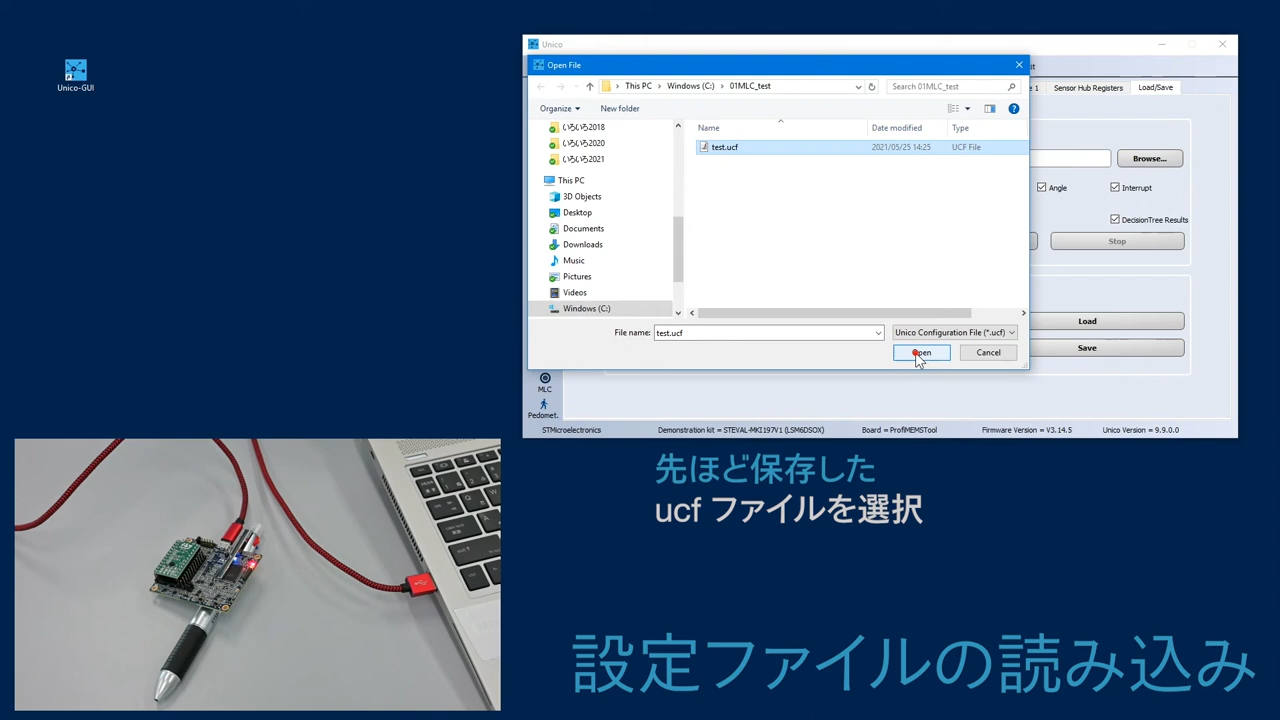 Unico-GUI
Unico
Open File
This PC > Windows (C:) > 01MLC_test
Search 01MLC_test
Organize
New folder
いろいろ2018
いろいろ2020
いろいろ2021
This PC
3D Objects
Desktop
Documents
Downloads
Music
Pictures
Videos
Windows (C:)
Name
Date modified
Type
test.ucf
2021/05/25 14:25
UCF File
File name:
test.ucf
Unico Configuration File (*.ucf)
Open
Cancel
1
Sensor Hub Registers
Load/Save
Browse...
Angle
Interrupt
DecisionTree Results
Stop
Load
Save
MLC
Pedomet.
STMicroelectronics
Demonstration kit = STEVAL-MKI197V1 (LSM6DSOX)
Board = ProfiMEMSTool
Firmware Version = V3.14.5
Unico Version = 9.9.0.0
先ほど保存した
ucf ファイルを選択
設定ファイルの読み込み